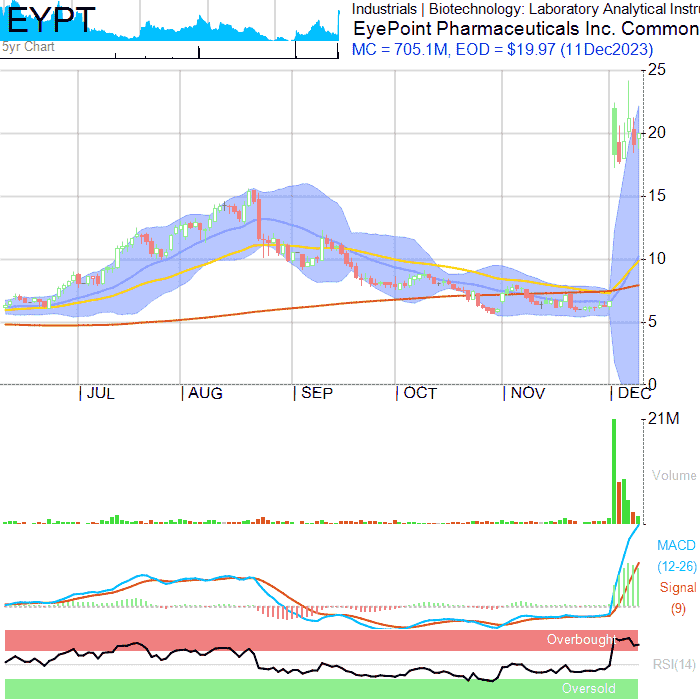 EYPT
Industrials | Biotechnology: Laboratory Analytical Instru
5yr Chart
EyePoint Pharmaceuticals Inc. Common
MC = 705.1M, EOD = $19.97 (11Dec2023)
25
20
15
10
5
0
JUL AUG SEP OCT NOV DEC
21M
Volume
MACD
(12-26)
Signal
(9)
Overbought
RSI(14)
Oversold